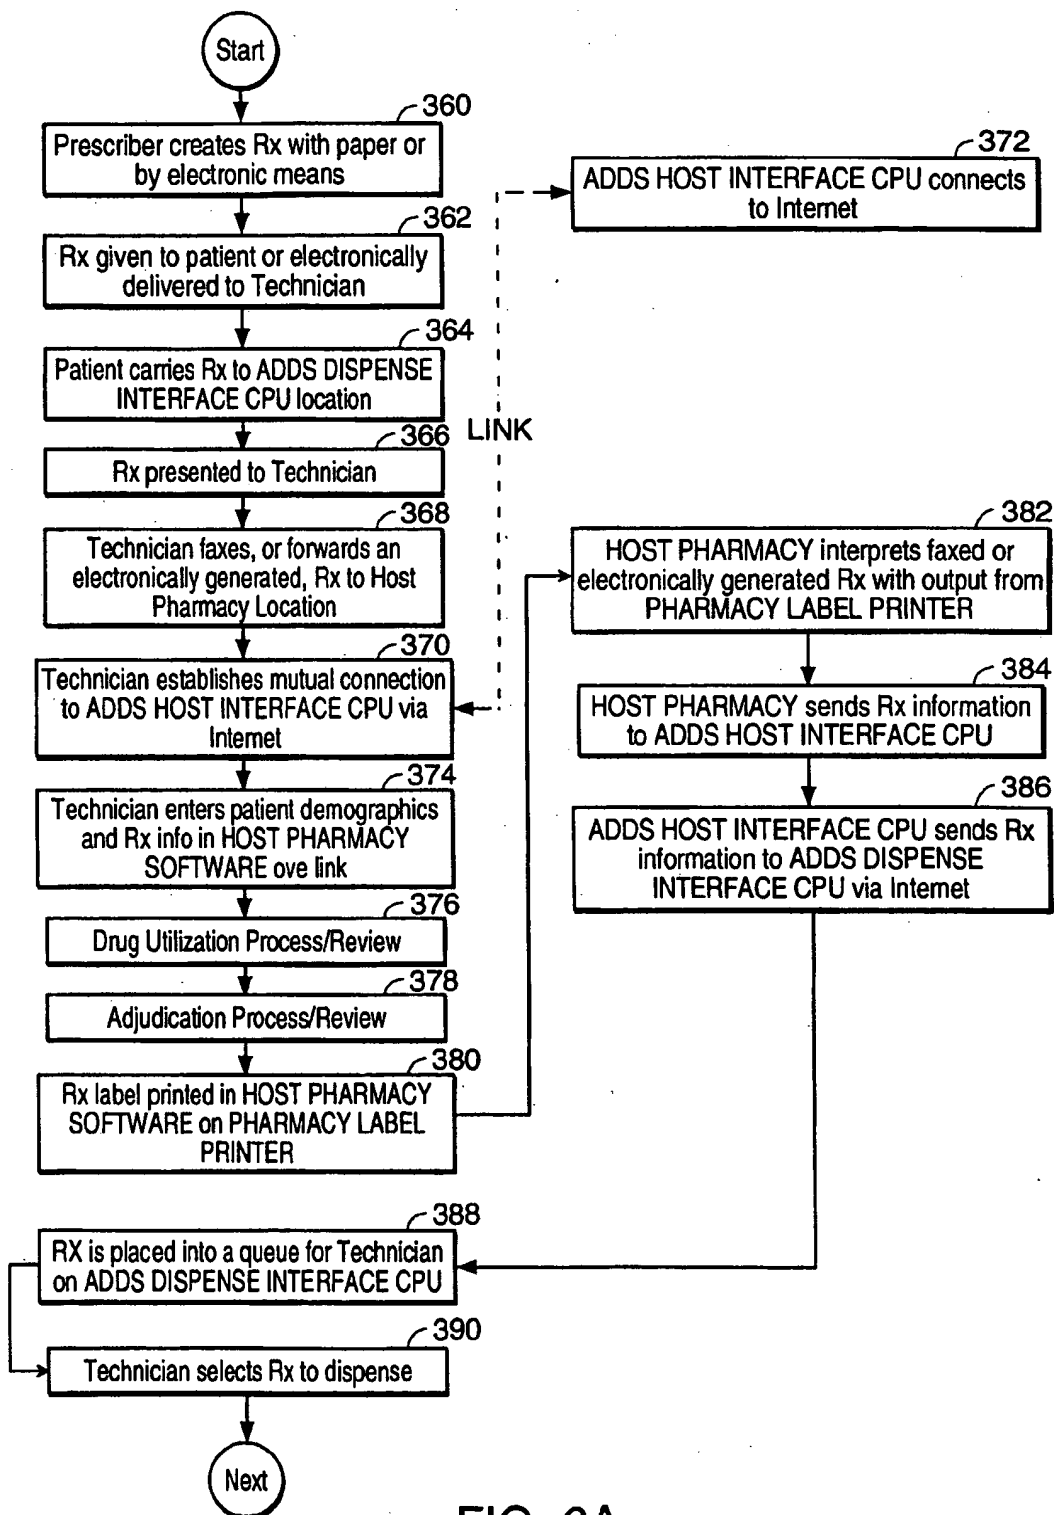 Start
360
Prescriber creates Rx with paper or
by electronic means
362
Rx given to patient or electronically
delivered to Technician
364
Patient carries Rx to ADDS DISPENSE
INTERFACE CPU location
366
Rx presented to Technician
368
Technician faxes, or forwards an
electronically generated, Rx to Host
Pharmacy Location
370
Technician establishes mutual connection
to ADDS HOST INTERFACE CPU via
Internet
LINK
372
ADDS HOST INTERFACE CPU connects
to Internet
374
Technician enters patient demographics
and Rx info in HOST PHARMACY
SOFTWARE ove link
376
Drug Utilization Process/Review
378
Adjudication Process/Review
380
Rx label printed in HOST PHARMACY
SOFTWARE on PHARMACY LABEL
PRINTER
382
HOST PHARMACY interprets faxed or
electronically generated Rx with output from
PHARMACY LABEL PRINTER
384
HOST PHARMACY sends Rx information
to ADDS HOST INTERFACE CPU
386
ADDS HOST INTERFACE CPU sends Rx
information to ADDS DISPENSE
INTERFACE CPU via Internet
388
RX is placed into a queue for Technician
on ADDS DISPENSE INTERFACE CPU
390
Technician selects Rx to dispense
Next